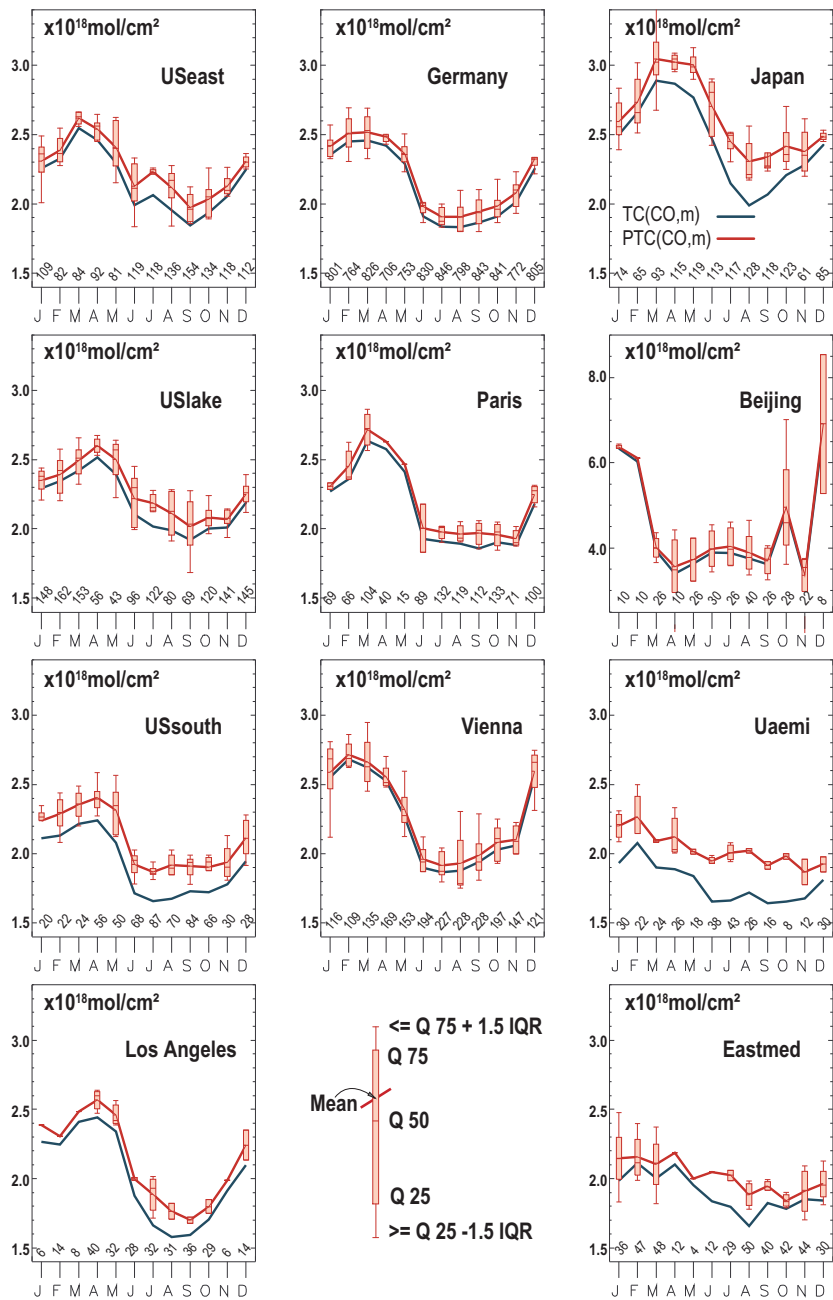 x10¹⁸mol/cm² x10¹⁸mol/cm² x10¹⁸mol/cm²
USeast Germany Japan
3.0 3.0 3.0
2.5 2.5 2.5
2.0 2.0 2.0
TC(CO,m)
PTC(CO,m)
1.5 1.5 1.5
109 82 84 92 81 119 119 136 154 134 118 112
801 764 826 706 753 830 846 798 843 841 772 805
74 65 93 115 119 113 117 128 118 123 61 85
J F M A M J J A S O N D J F M A M J J A S O N D J F M A M J J A S O N D
x10¹⁸mol/cm² x10¹⁸mol/cm² x10¹⁸mol/cm²
USlake Paris Beijing
3.0 3.0 8.0
2.5 2.5 6.0
2.0 2.0 4.0
1.5 1.5
148 162 153 56 43 96 122 80 69 120 141 145
69 66 104 40 15 89 132 119 112 133 71 100
10 10 26 10 26 30 26 40 26 28 22 8
J F M A M J J A S O N D J F M A M J J A S O N D J F M A M J J A S O N D
x10¹⁸mol/cm² x10¹⁸mol/cm² x10¹⁸mol/cm²
USsouth Vienna Uaemi
3.0 3.0 3.0
2.5 2.5 2.5
2.0 2.0 2.0
1.5 1.5 1.5
20 22 24 56 50 68 87 70 84 66 30 28
116 109 135 169 153 194 227 228 228 197 147 121
30 22 24 26 18 38 43 26 16 8 12 30
J F M A M J J A S O N D J F M A M J J A S O N D J F M A M J J A S O N D
x10¹⁸mol/cm² x10¹⁸mol/cm²
Los Angeles Eastmed
3.0 3.0
2.5 2.5
2.0 2.0
1.5 1.5
6 14 8 40 32 28 32 31 36 29 6 14
36 47 48 12 4 12 29 50 40 42 44 30
J F M A M J J A S O N D J F M A M J J A S O N D
<= Q 75 + 1.5 IQR
Q 75
Mean
Q 50
Q 25
>= Q 25 -1.5 IQR